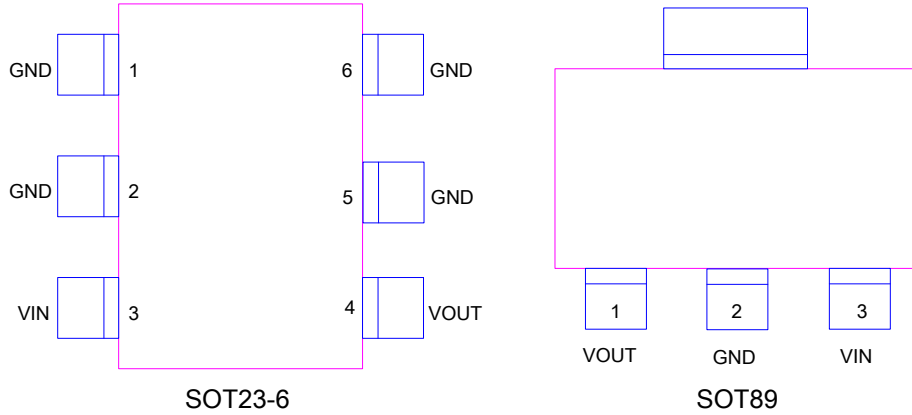 GND 1 6 GND
GND 2 5 GND
VIN 3 4 VOUT
SOT23-6
1 2 3
VOUT GND VIN
SOT89